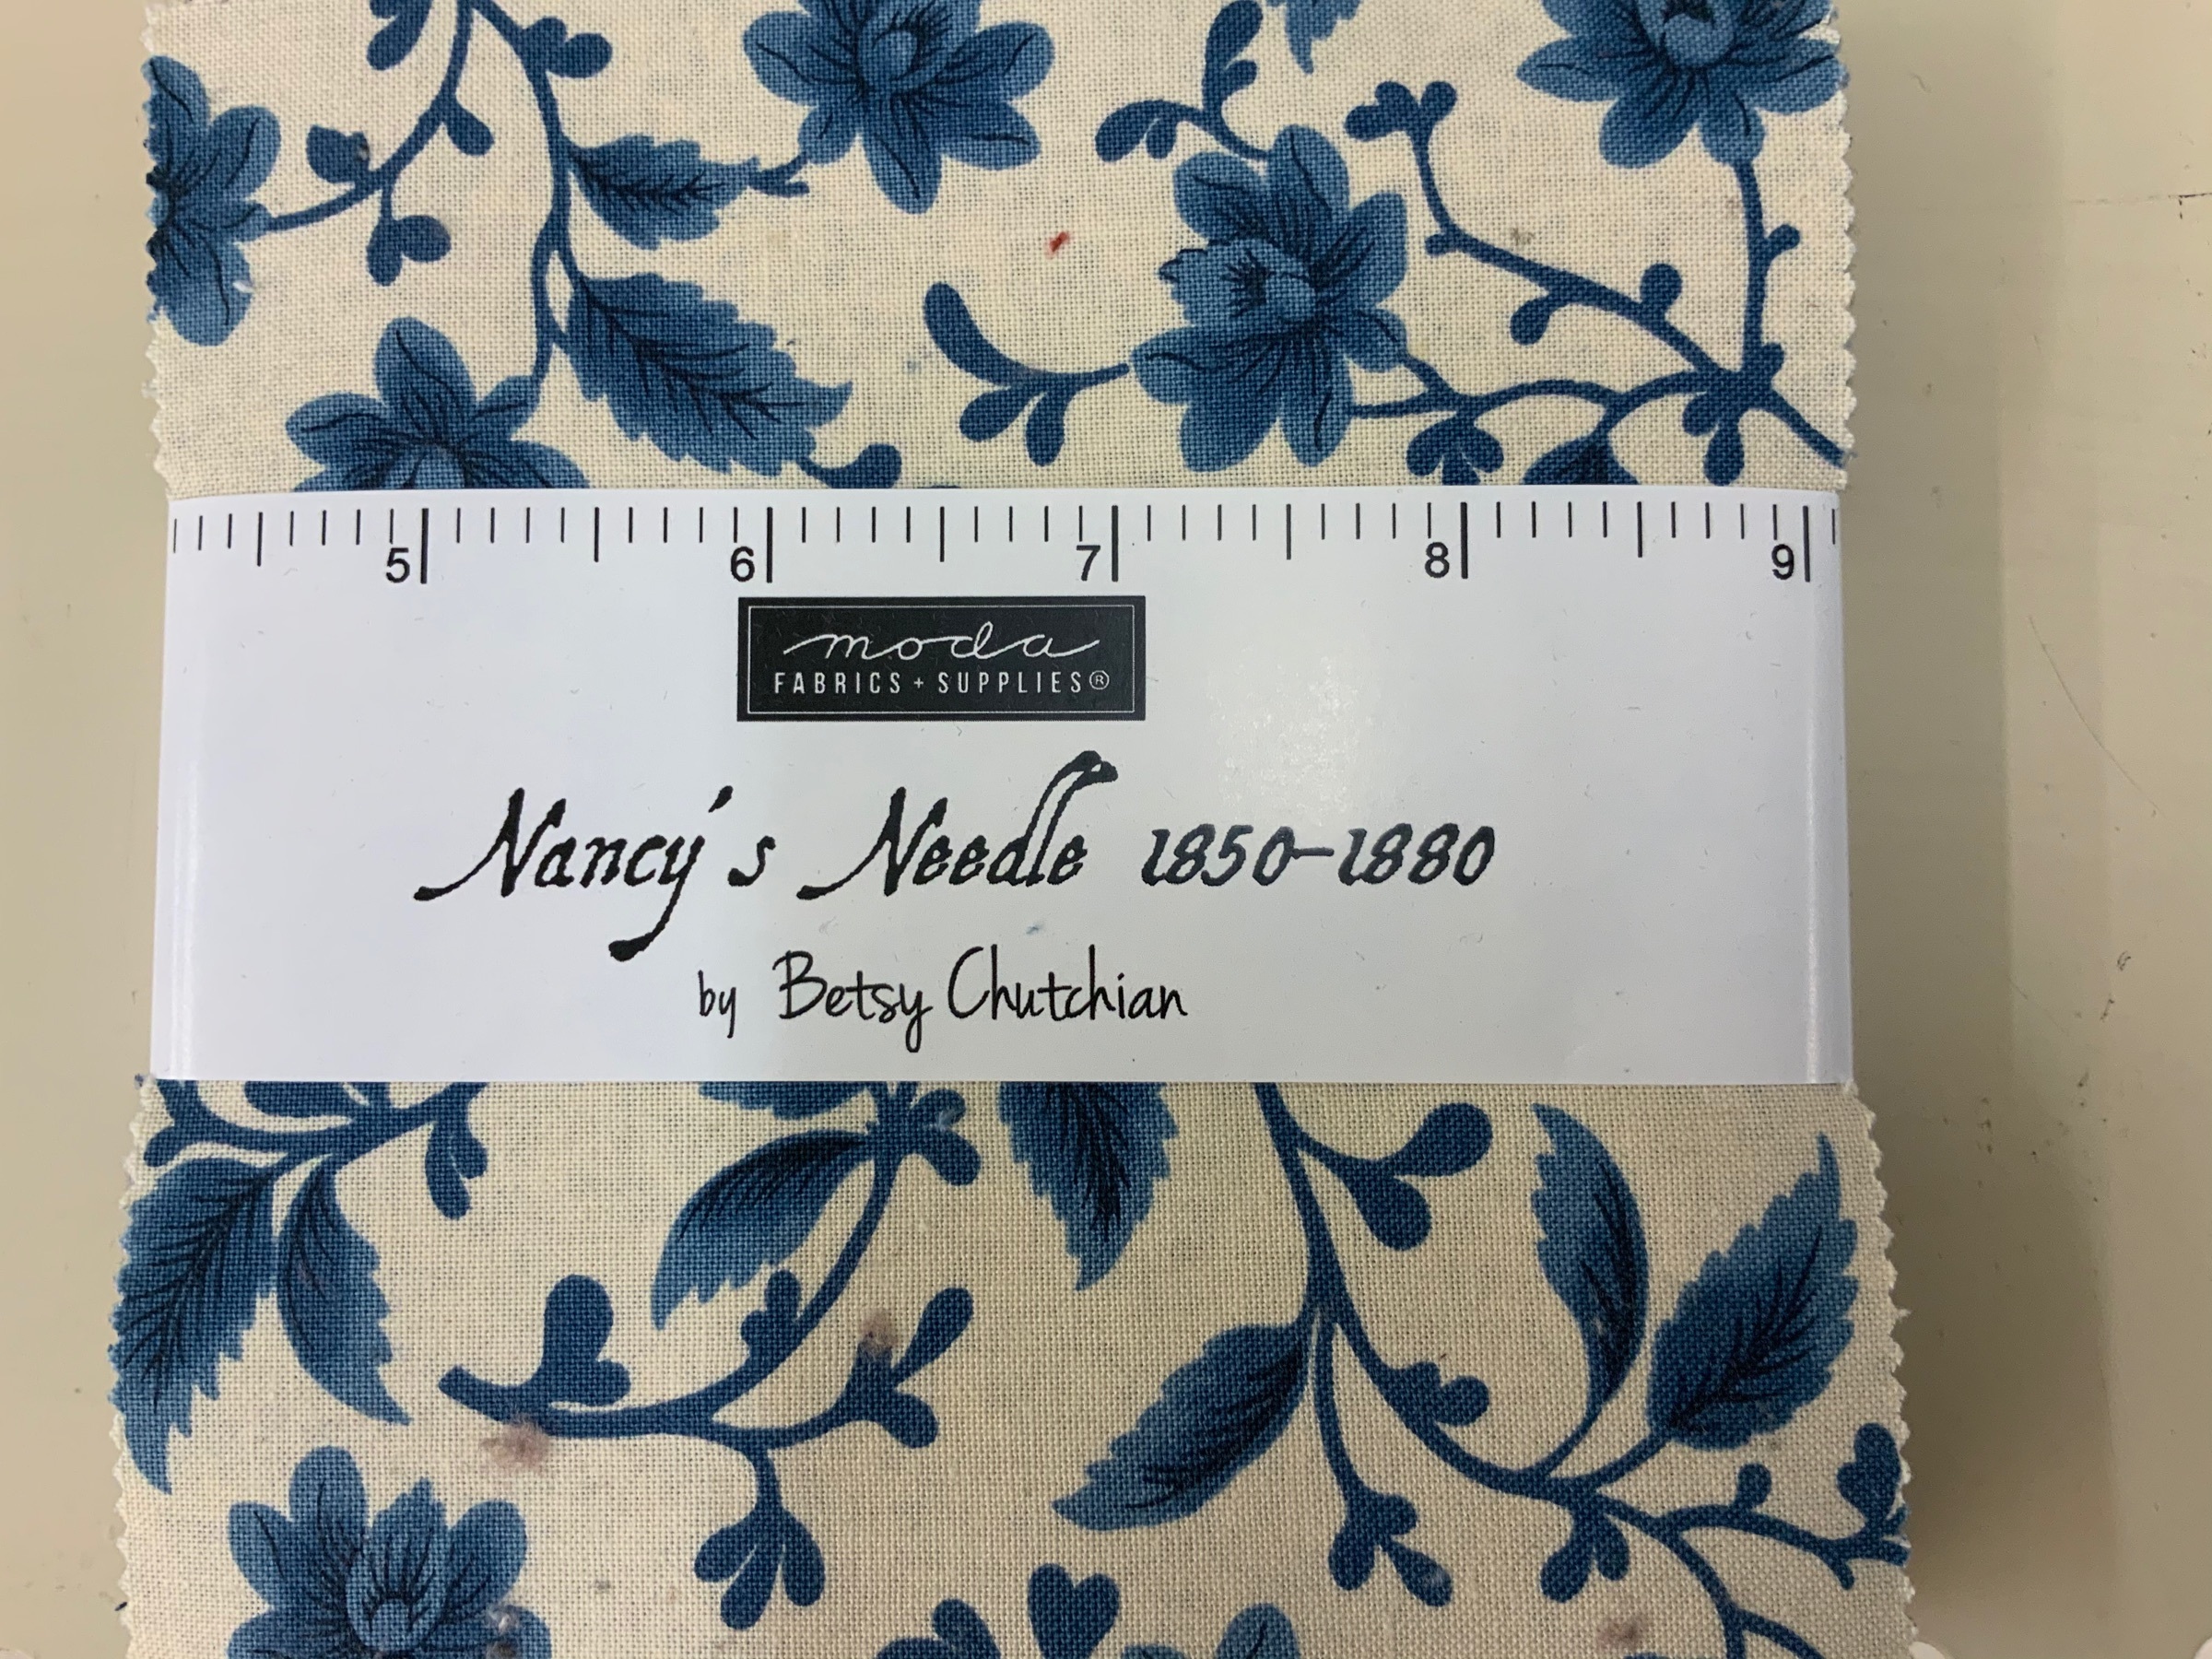 5 6 7 8 9
moda
FABRICS + SUPPLIES®
Nancy's Needle 1850-1880
by Betsy Chutchian